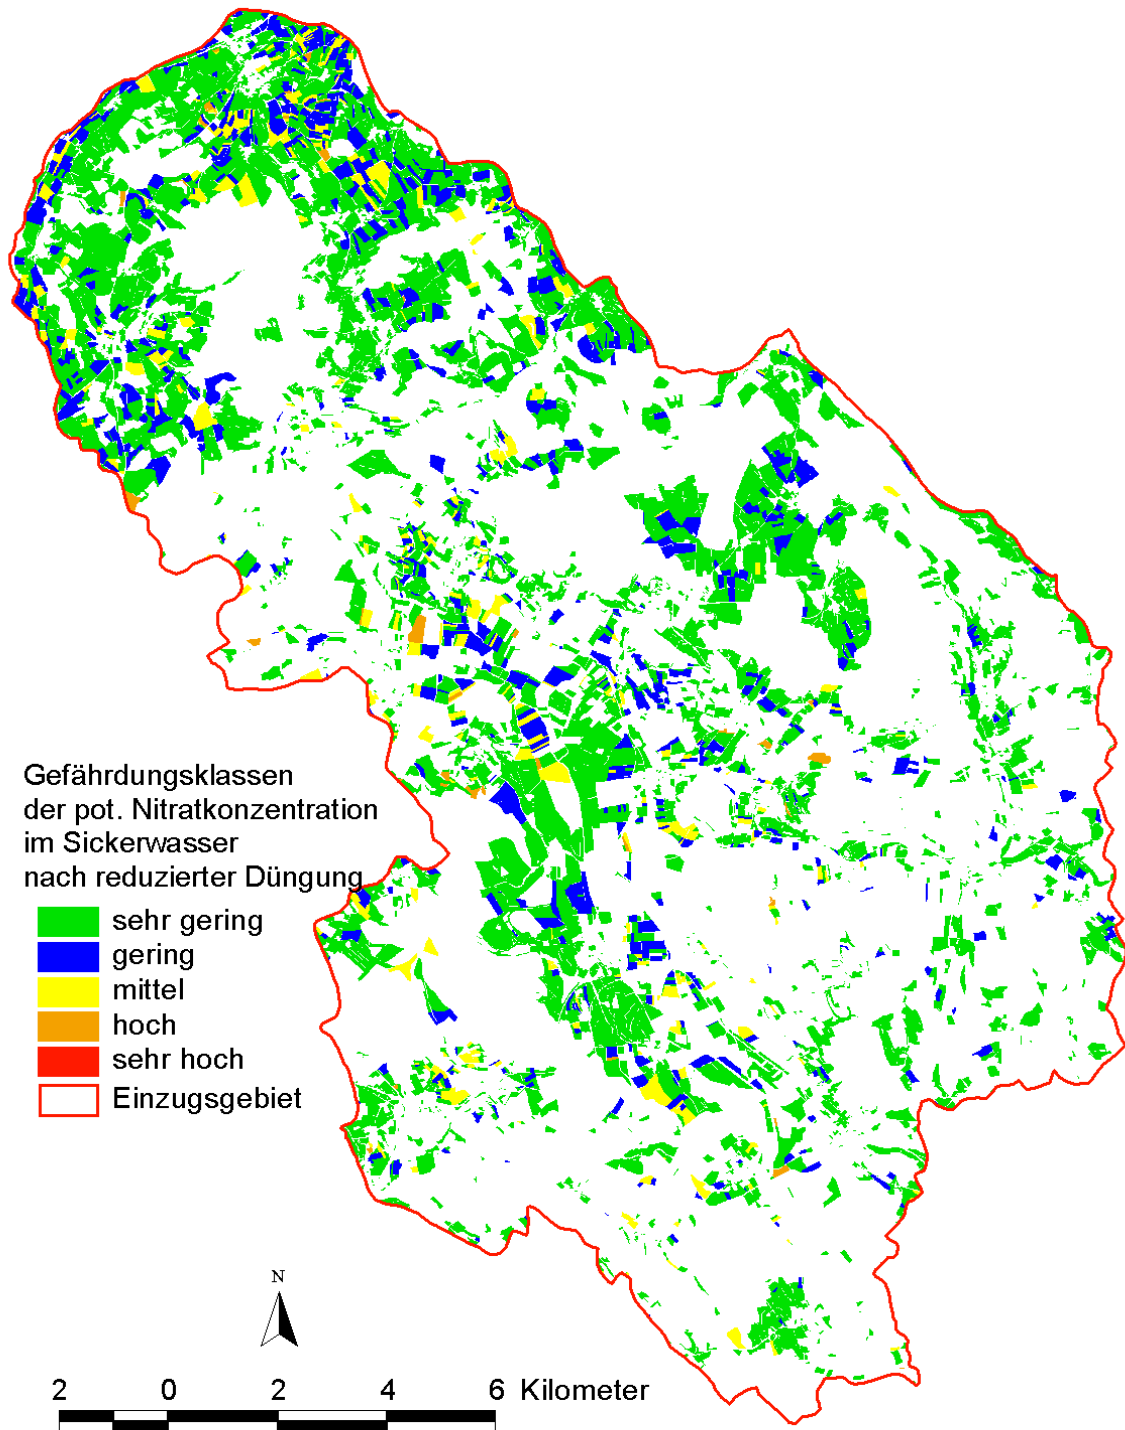 Gefährdungsklassen
der pot. Nitratkonzentration
im Sickerwasser
nach reduzierter Düngung
sehr gering
gering
mittel
hoch
sehr hoch
Einzugsgebiet
N
2 0 2 4 6 Kilometer